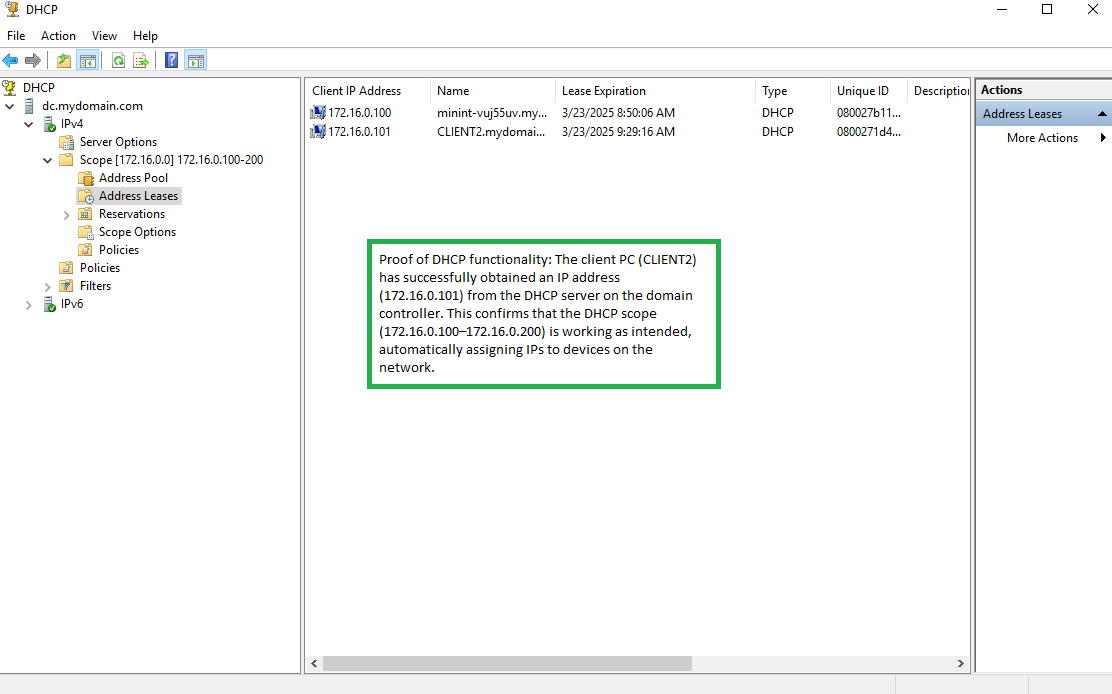 DHCP
File Action View Help
DHCP
dc.mydomain.com
IPv4
Server Options
Scope [172.16.0.0] 172.16.0.100-200
Address Pool
Address Leases
Reservations
Scope Options
Policies
Policies
Filters
IPv6
Client IP Address Name Lease Expiration Type Unique ID Description
172.16.0.100 minint-vuj55uv.my... 3/23/2025 8:50:06 AM DHCP 080027b11...
172.16.0.101 CLIENT2.mydomai... 3/23/2025 9:29:16 AM DHCP 0800271d4...
Proof of DHCP functionality: The client PC (CLIENT2)
has successfully obtained an IP address
(172.16.0.101) from the DHCP server on the domain
controller. This confirms that the DHCP scope
(172.16.0.100–172.16.0.200) is working as intended,
automatically assigning IPs to devices on the
network.
Actions
Address Leases
More Actions